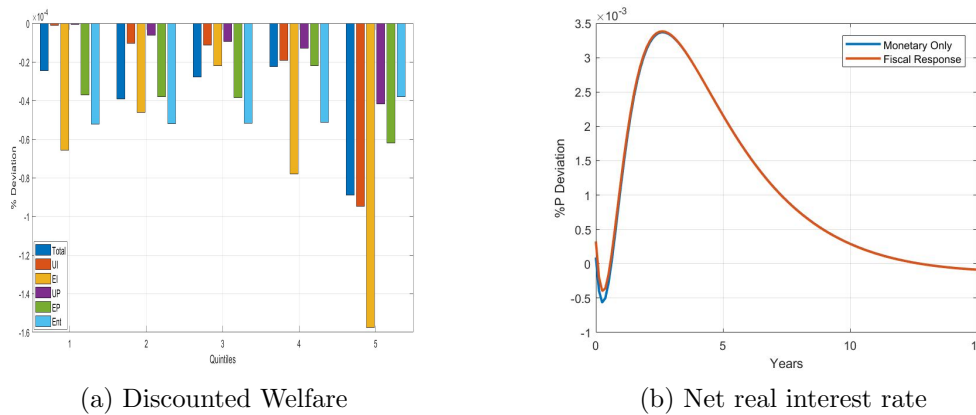 ×10⁻⁴
0
-0.2
-0.4
-0.6
-0.8
-1
-1.2
-1.4
-1.6
% Deviation
Total
UI
EI
UP
EP
Ent
1 2 3 4 5
Quintiles
(a) Discounted Welfare
×10⁻³
3.5
3
2.5
2
1.5
1
0.5
0
-0.5
-1
%P Deviation
Monetary Only
Fiscal Response
0 5 10 15
Years
(b) Net real interest rate